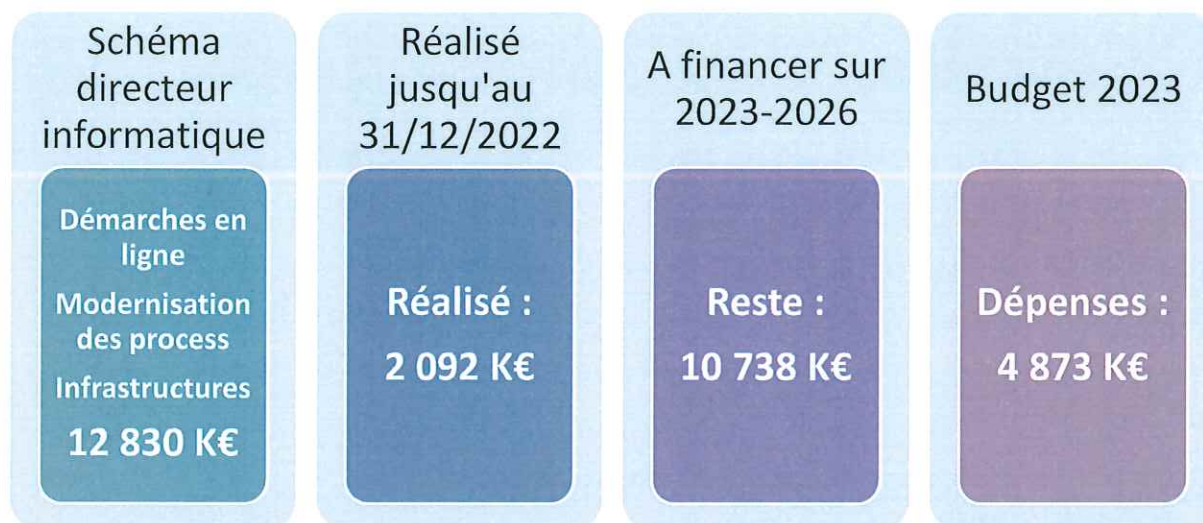 Schéma
directeur
informatique
Démarches en
ligne
Modernisation
des process
Infrastructures
12 830 K€
Réalisé
jusqu'au
31/12/2022
Réalisé :
2 092 K€
A financer sur
2023-2026
Reste :
10 738 K€
Budget 2023
Dépenses :
4 873 K€